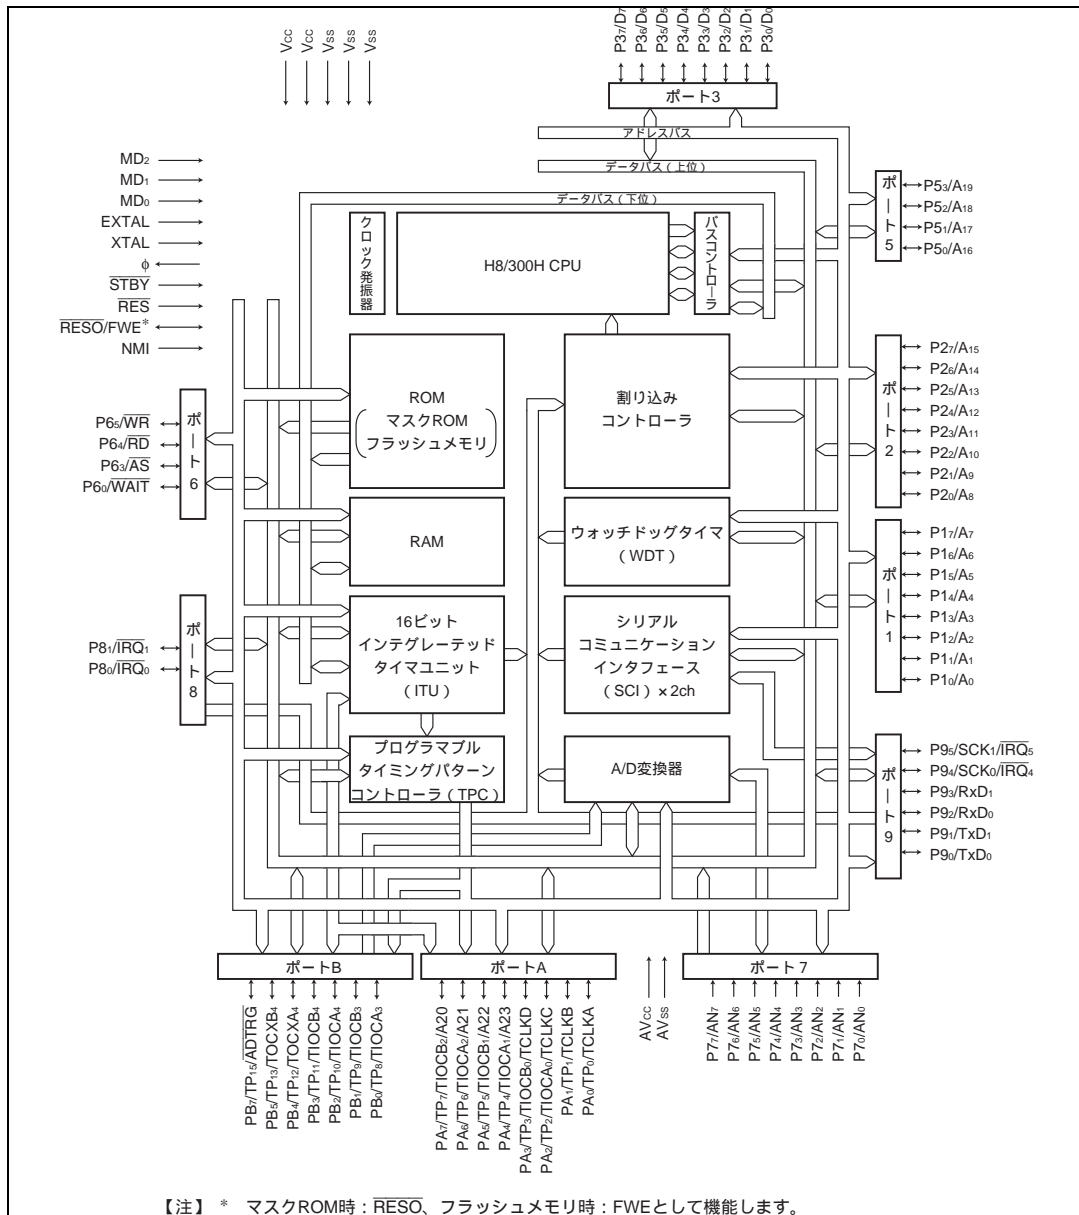 Vcc
Vcc
Vss
Vss
Vss
P37/D7
P36/D6
P35/D5
P34/D4
P33/D3
P32/D2
P31/D1
P30/D0
ポート3
アドレスバス
データバス(上位)
データバス(下位)
MD2
MD1
MD0
EXTAL
XTAL
φ
STBY
RES
RESO/FWE*
NMI
クロック発振器
H8/300H CPU
バスコントローラ
ポート5
P53/A19
P52/A18
P51/A17
P50/A16
ROM
マスクROM
フラッシュメモリ
割り込み
コントローラ
ポート2
P27/A15
P26/A14
P25/A13
P24/A12
P23/A11
P22/A10
P21/A9
P20/A8
P65/WR
P64/RD
P63/AS
P60/WAIT
ポート6
RAM
ウォッチドッグタイマ
(WDT)
ポート1
P17/A7
P16/A6
P15/A5
P14/A4
P13/A3
P12/A2
P11/A1
P10/A0
P81/IRQ1
P80/IRQ0
ポート8
16ビット
インテグレーテッド
タイマユニット
(ITU)
シリアル
コミュニケーション
インタフェース
(SCI)×2ch
プログラマブル
タイミングパターン
コントローラ(TPC)
A/D変換器
ポート9
P95/SCK1/IRQ5
P94/SCK0/IRQ4
P93/RxD1
P92/RxD0
P91/TxD1
P90/TxD0
ポートB
ポートA
ポート7
PB7/TP15/ADTRG
PB5/TP13/TOCXB4
PB4/TP12/TOCXA4
PB3/TP11/TIOCB4
PB2/TP10/TIOCA4
PB1/TP9/TIOCB3
PB0/TP8/TIOCA3
PA7/TP7/TIOCB2/A20
PA6/TP6/TIOCA2/A21
PA5/TP5/TIOCB1/A22
PA4/TP4/TIOCA1/A23
PA3/TP3/TIOCB0/TCLKD
PA2/TP2/TIOCA0/TCLKC
PA1/TP1/TCLKB
PA0/TP0/TCLKA
AVcc
AVss
P77/AN7
P76/AN6
P75/AN5
P74/AN4
P73/AN3
P72/AN2
P71/AN1
P70/AN0
【注】 * マスクROM時:RESO、フラッシュメモリ時:FWEとして機能します。